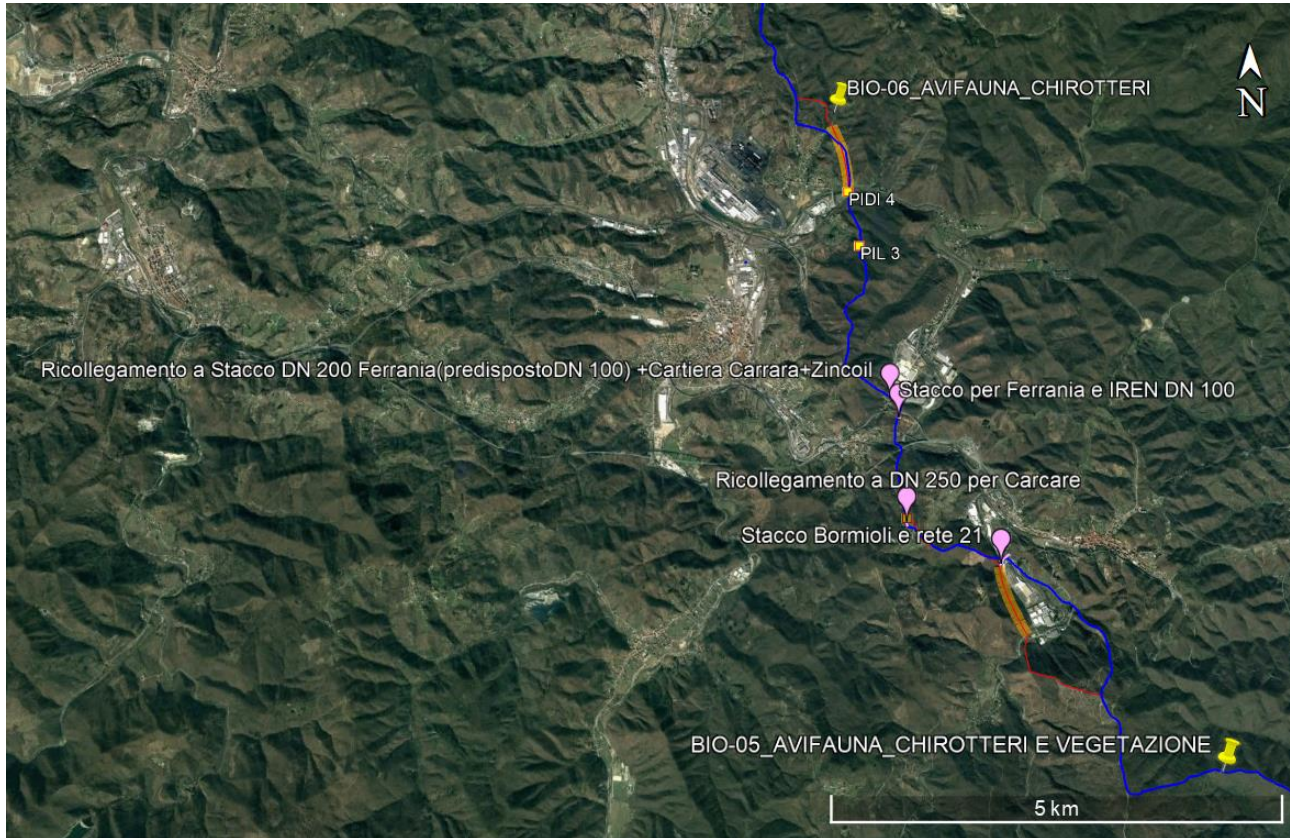 BIO-06_AVIFAUNA_CHIROTTERI
N
PIDI 4
PIL 3
Ricollegamento a Stacco DN 200 Ferrania(predispostoDN 100) +Cartiera Carrara+Zincoil
Stacco per Ferrania e IREN DN 100
Ricollegamento a DN 250 per Carcare
Stacco Bormioli e rete 21
BIO-05_AVIFAUNA_CHIROTTERI E VEGETAZIONE
5 km